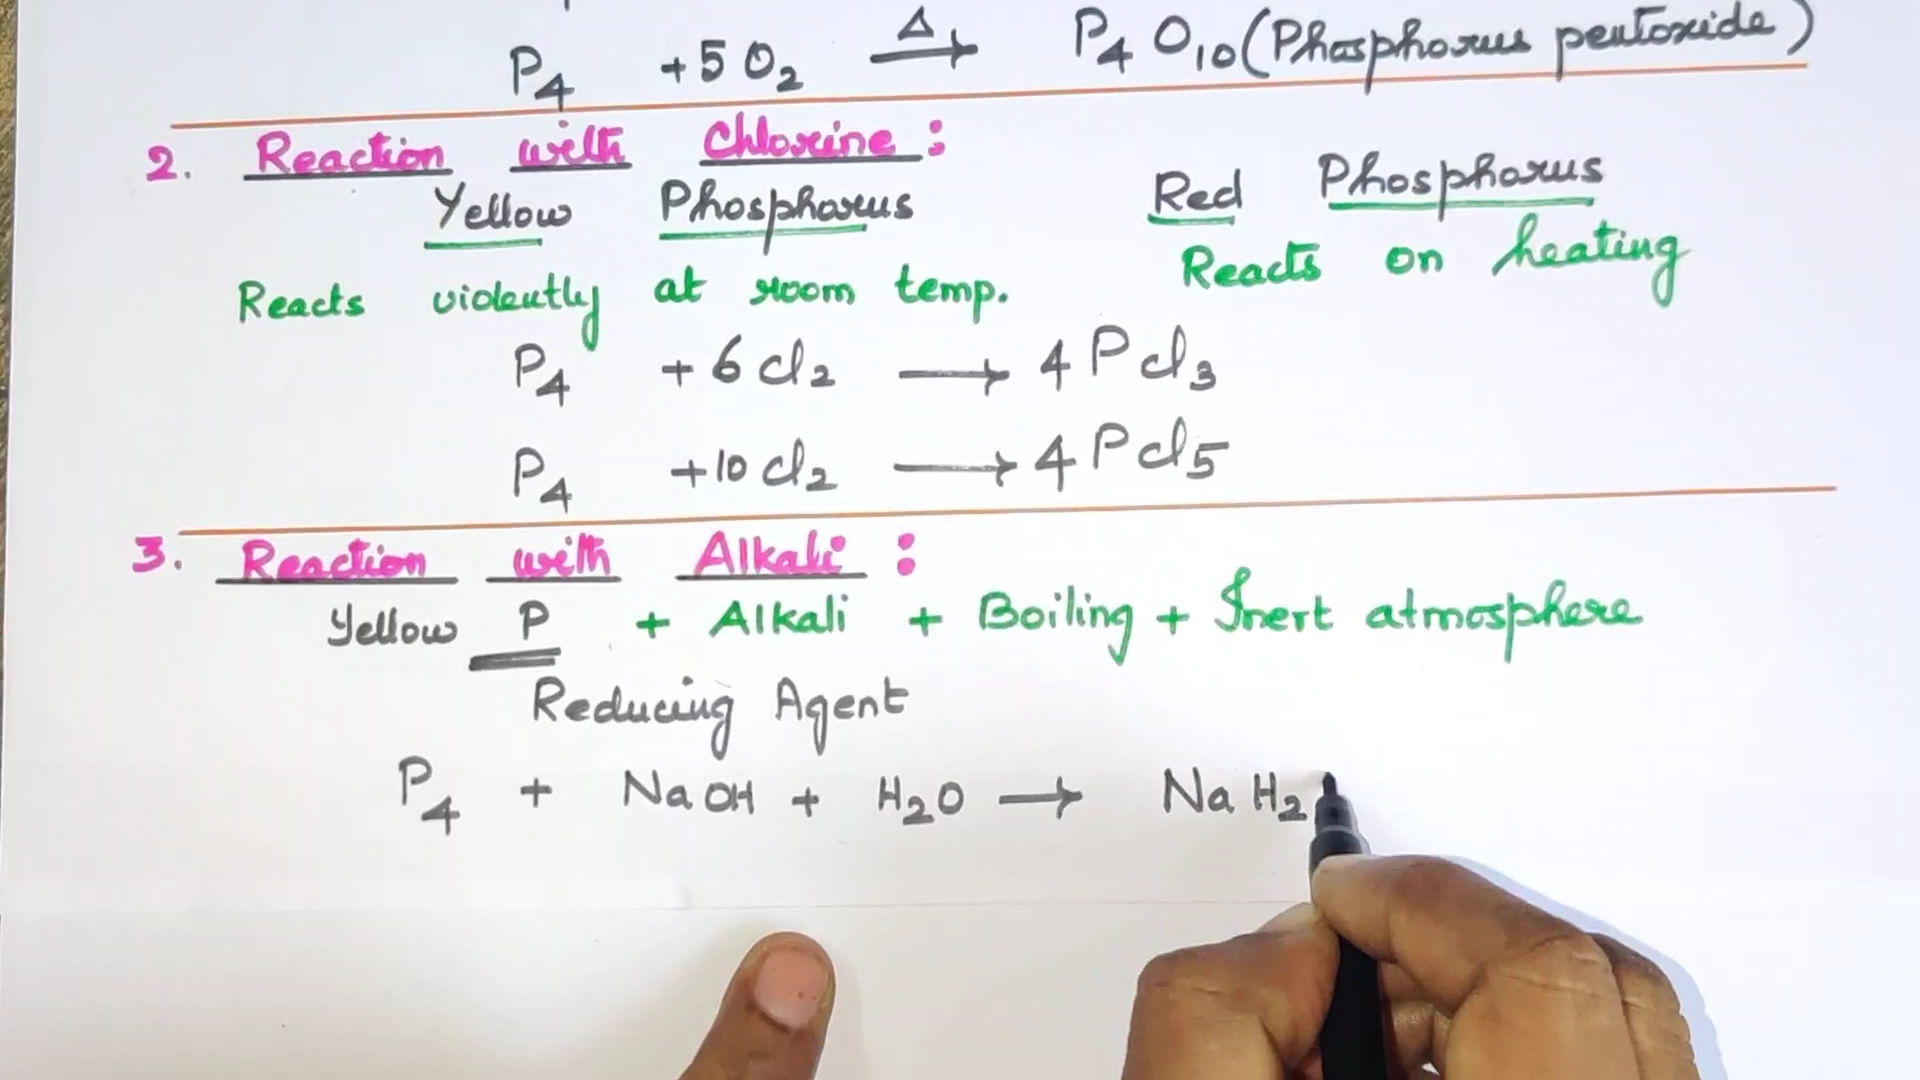 P₄ +5 O₂ —Δ→ P₄ O₁₀ (Phosphorus pentoxide)
2. Reaction with Chlorine :
Yellow Phosphorus Red Phosphorus
Reacts violently at room temp. Reacts on heating
P₄ + 6 Cl₂ → 4 PCl₃
P₄ + 10 Cl₂ → 4 PCl₅
3. Reaction with Alkali :
Yellow P + Alkali + Boiling + Inert atmosphere
Reducing Agent
P₄ + NaOH + H₂O → NaH₂